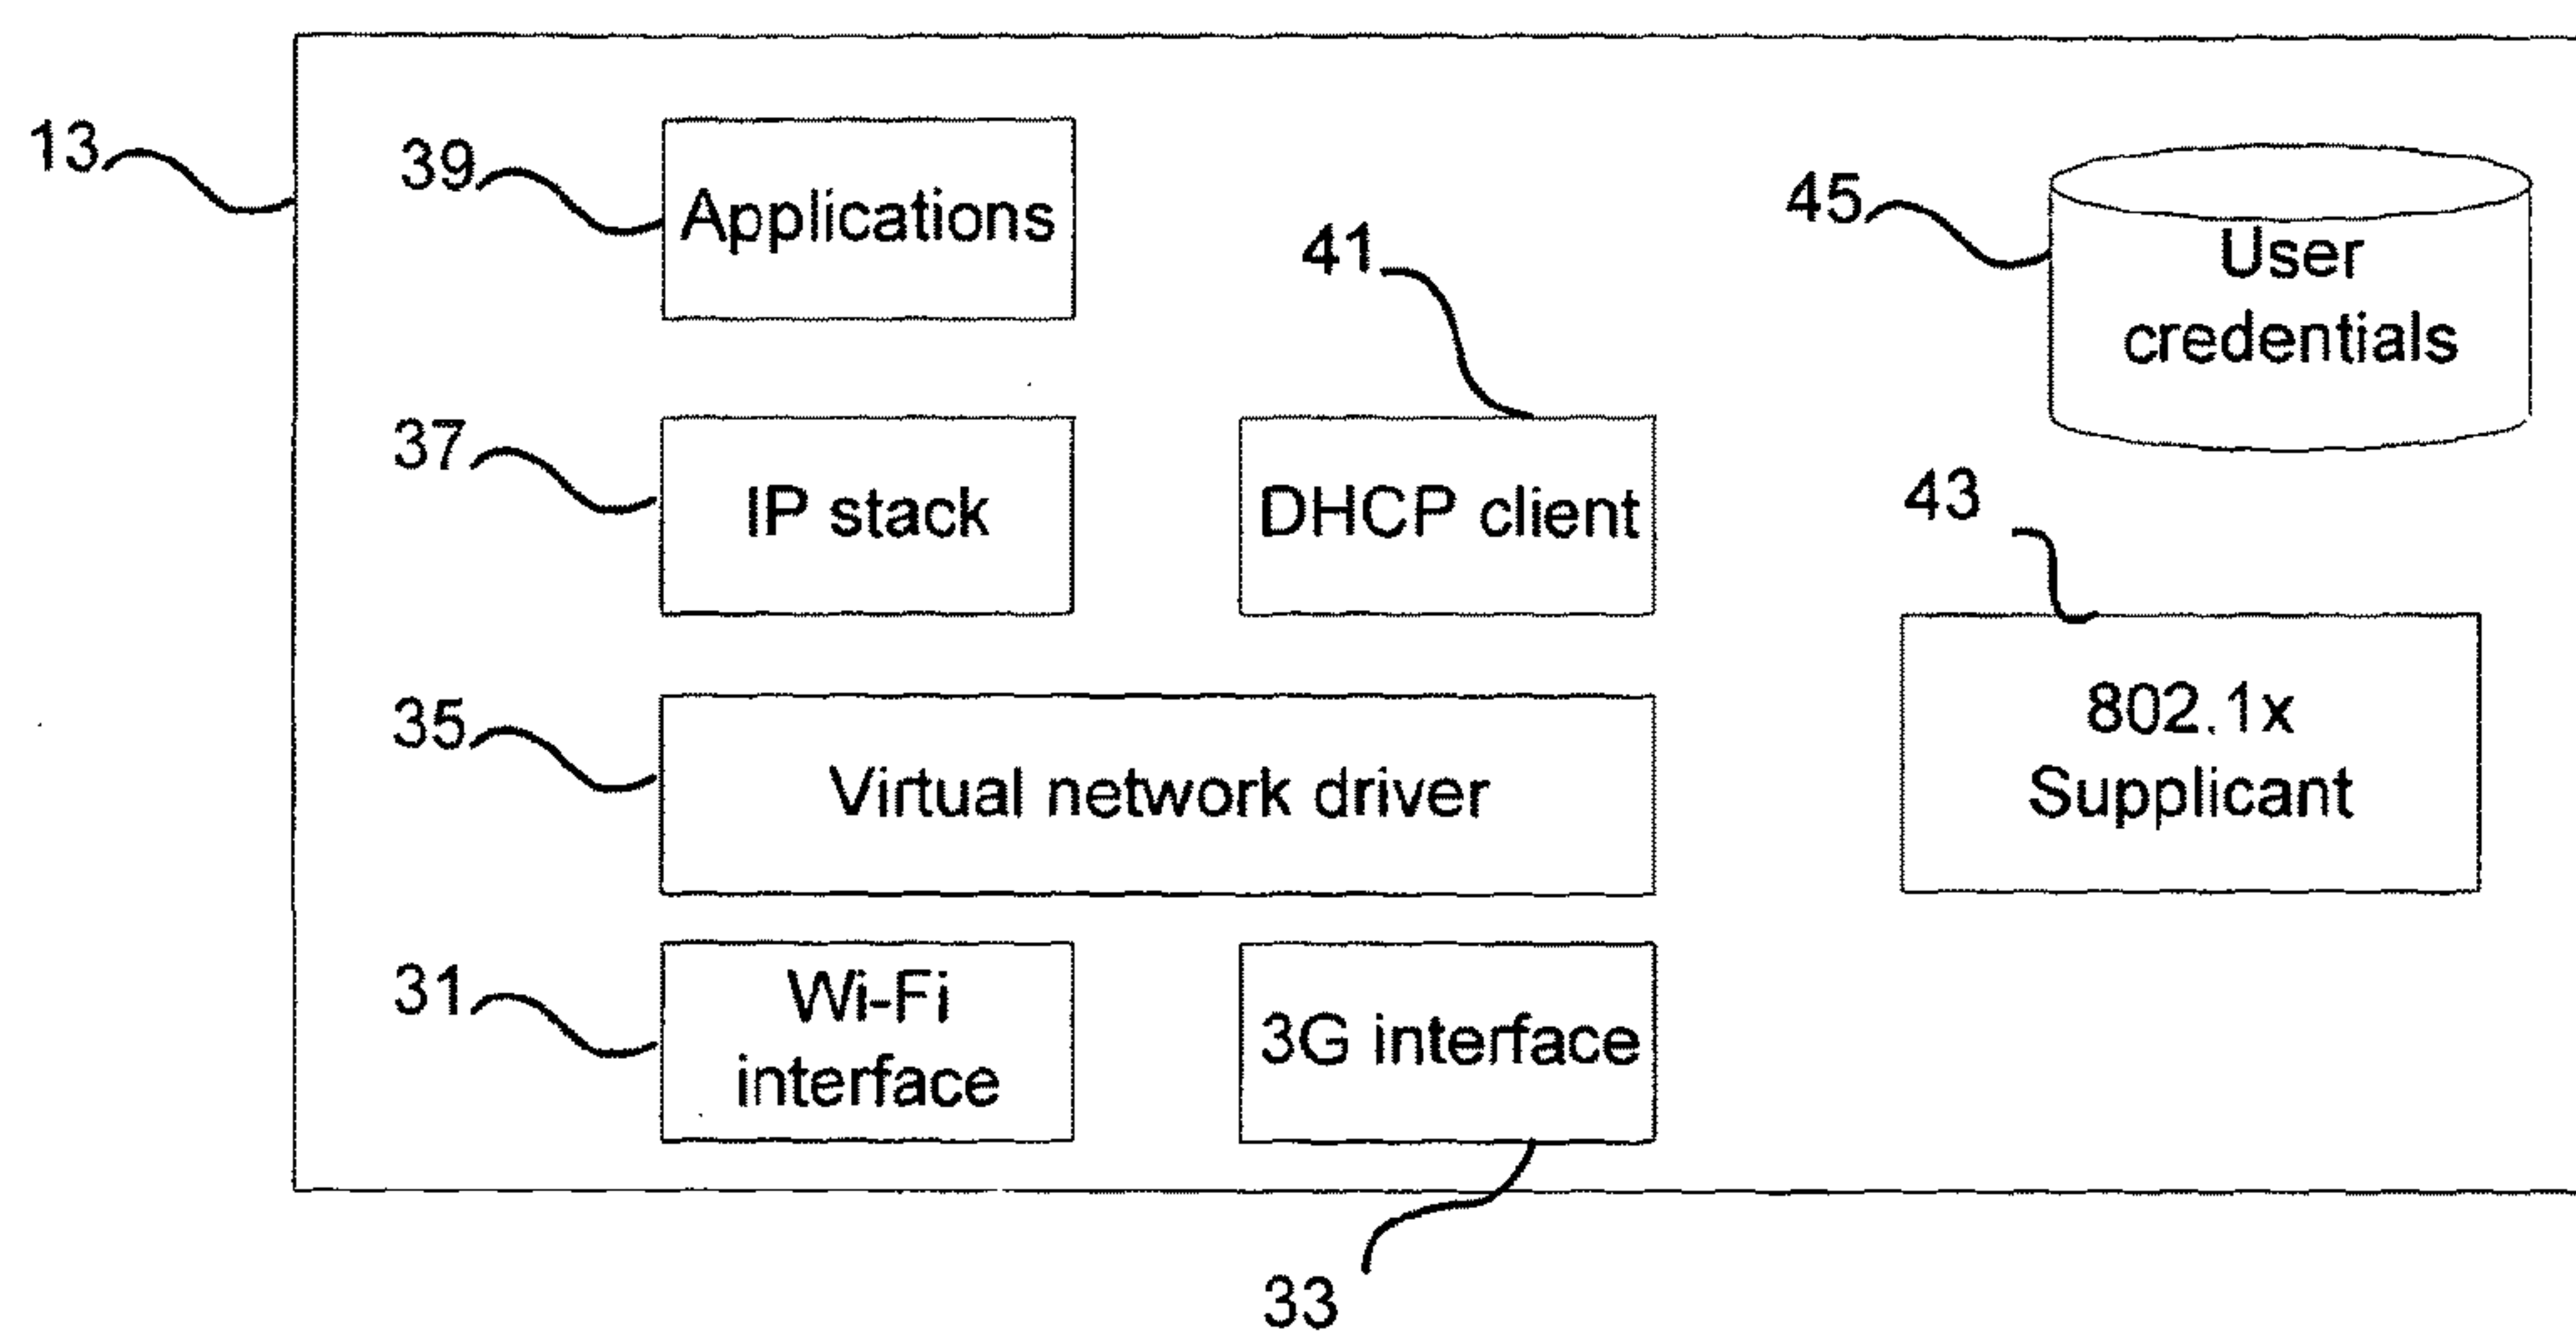 13
39
Applications
41
45
User
credentials
37
IP stack
DHCP client
43
35
Virtual network driver
802.1x
Supplicant
31
Wi-Fi
interface
3G interface
33